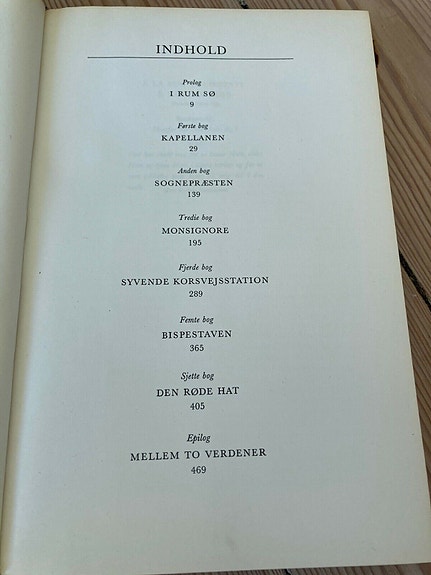 INDHOLD
Prolog
I RUM SØ
9
Første bog
KAPELLANEN
29
Anden bog
SOGNEPRÆSTEN
139
Tredie bog
MONSIGNORE
195
Fjerde bog
SYVENDE KORSVEJSSTATION
289
Femte bog
BISPESTAVEN
365
Sjette bog
DEN RØDE HAT
405
Epilog
MELLEM TO VERDENER
469